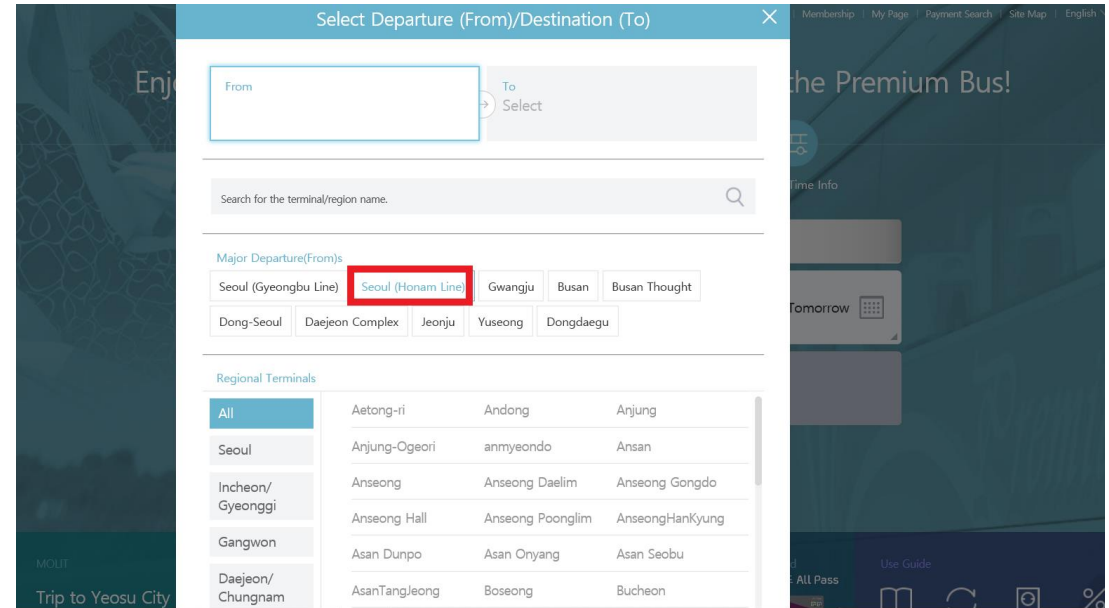 Select Departure (From)/Destination (To)
Membership | My Page | Payment Search | Site Map | English
Enj
the Premium Bus!
From
To
Select
Time Info
Search for the terminal/region name.
Major Departure(From)s
Seoul (Gyeongbu Line) Seoul (Honam Line) Gwangju Busan Busan Thought
Tomorrow
Dong-Seoul Daejeon Complex Jeonju Yuseong Dongdaegu
Regional Terminals
All
Seoul
Incheon/
Gyeonggi
Gangwon
Daejeon/
Chungnam
Aetong-ri Andong Anjung
Anjung-Ogeori anmyeondo Ansan
Anseong Anseong Daelim Anseong Gongdo
Anseong Hall Anseong Poonglim AnseongHanKyung
Asan Dunpo Asan Onyang Asan Seobu
AsanTangJeong Boseong Bucheon
MOLIT
Trip to Yeosu City
All Pass
Use Guide